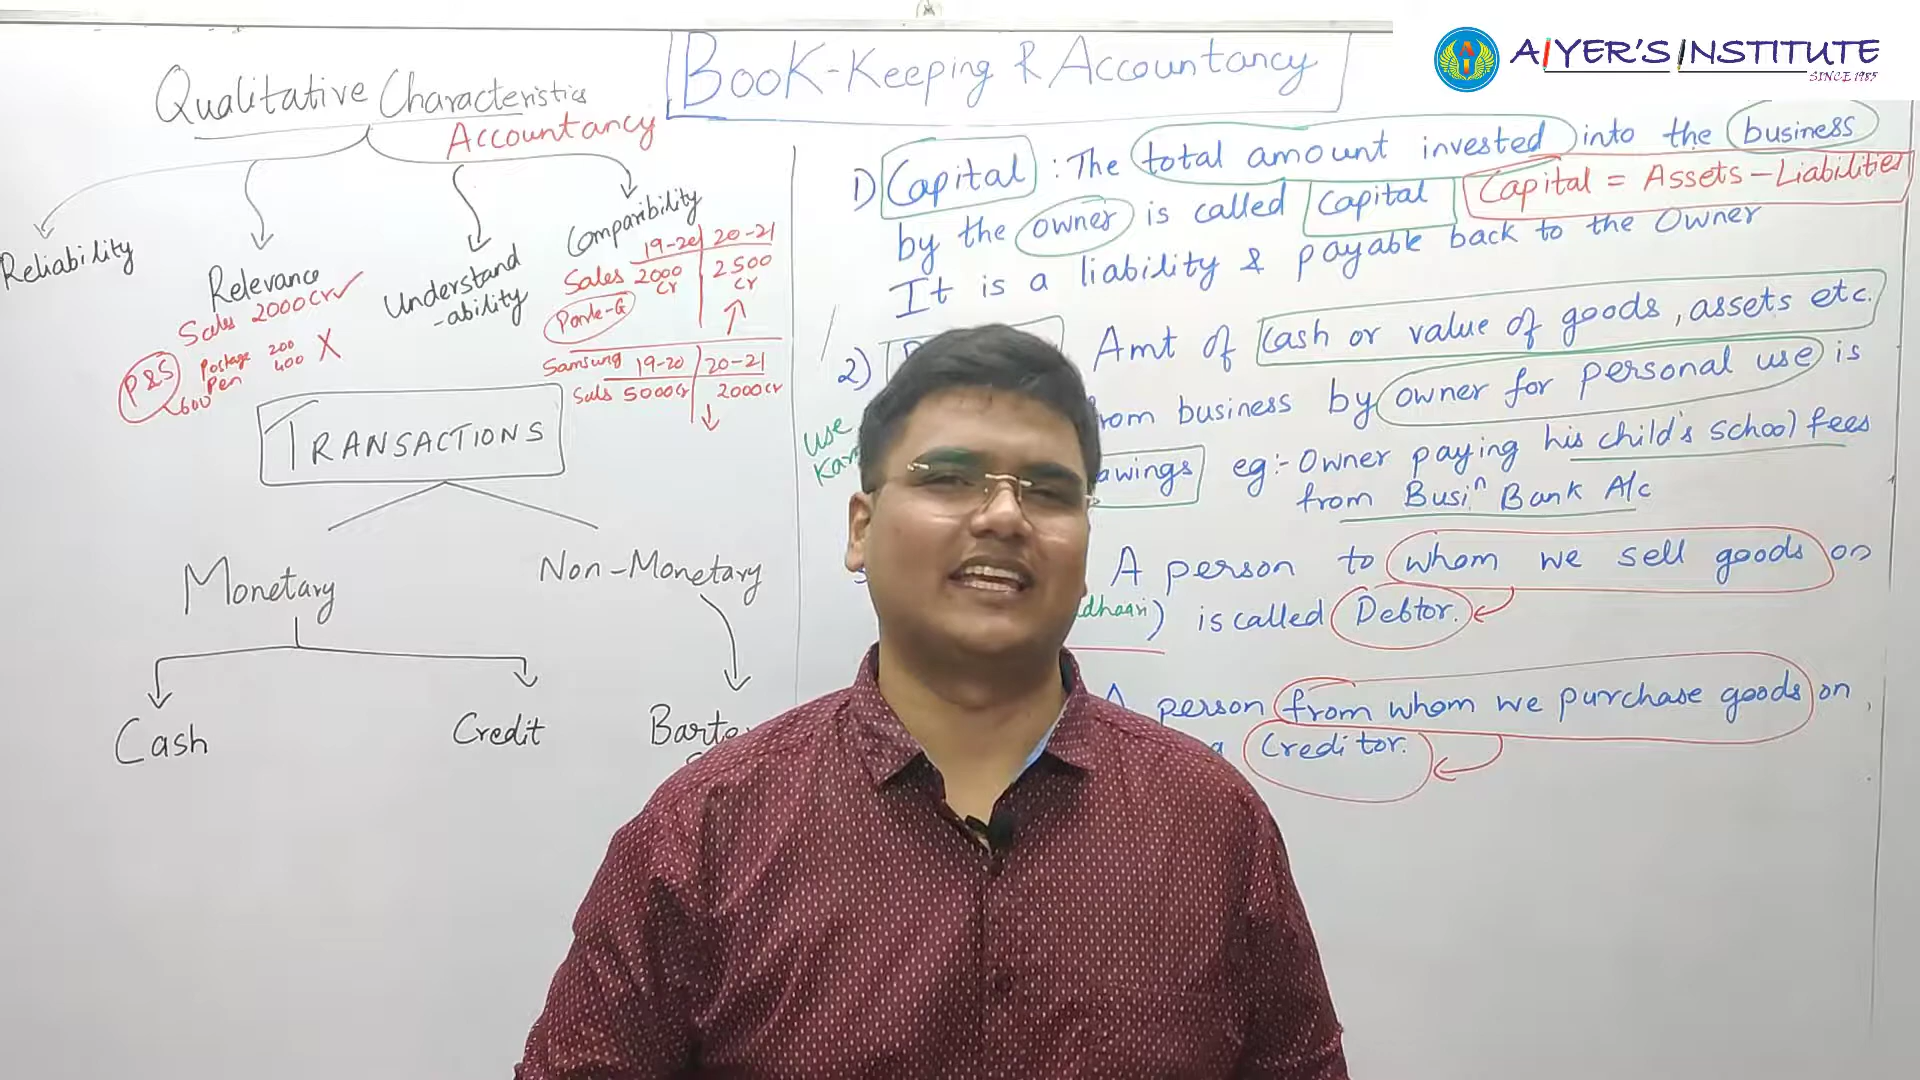 AIYER'S INSTITUTE
SINCE 1985
BooK-Keeping & Accountancy
Qualitative Characteristics
Accountancy
Reliability
Relevance
Sales 2000Cr ✓
P&S
Postage 200
Pen 400 X
600
Understand
-ability
Comparibility
19-20 20-21
Sales 2000 2500
Cr Cr
Parle-G
Samsung 19-20 20-21
Sales 5000Cr 2000Cr
TRANSACTIONS
Monetary
Non-Monetary
Cash
Credit
Barte
1) Capital : The total amount invested into the business
by the owner is called Capital
Capital = Assets - Liabilities
It is a liability & payable back to the Owner
2) Amt of cash or value of goods, assets etc.
from business by owner for personal use is
use
awings eg:- Owner paying his child's school fees
from Busiⁿ Bank A/c
A person to whom we sell goods on
dhaari) is called Debtor.
A person from whom we purchase goods on
a Creditor.